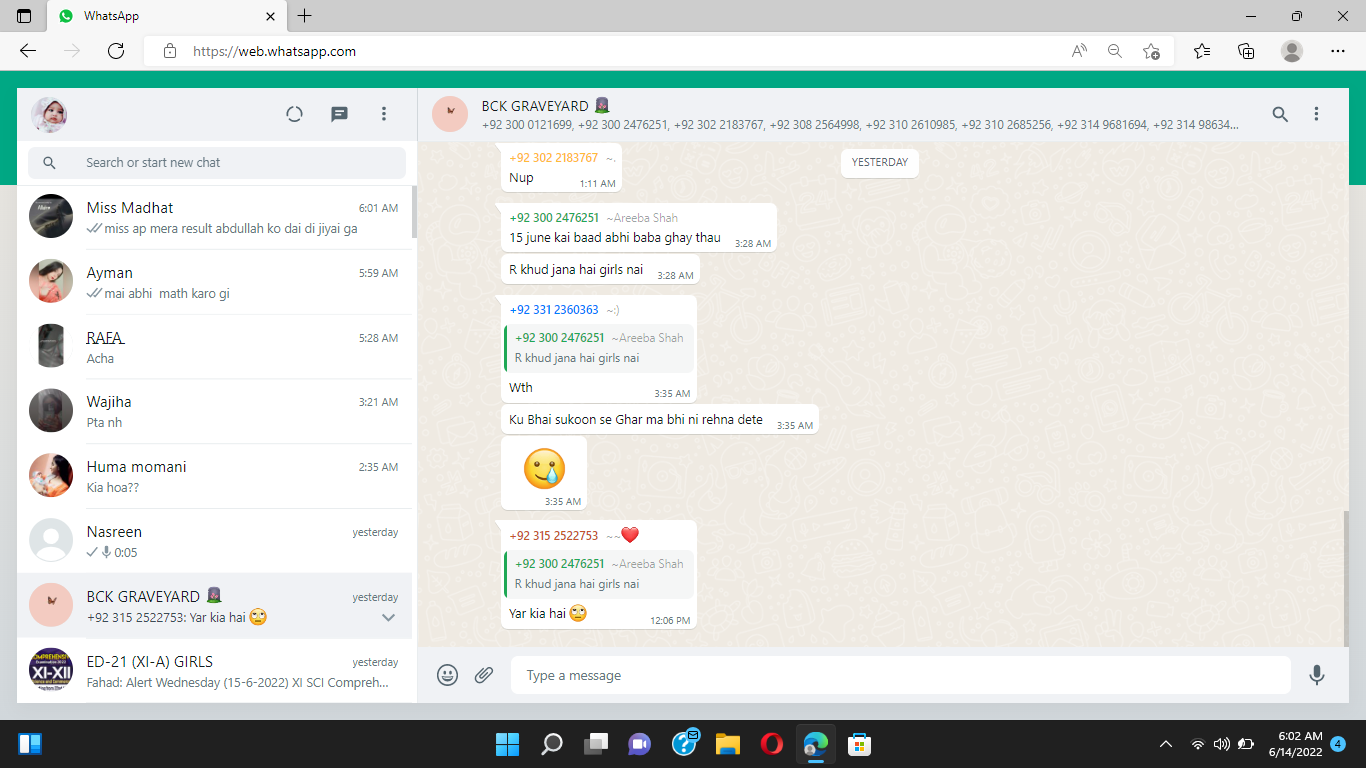 WhatsApp
https://web.whatsapp.com
BCK GRAVEYARD
+92 300 0121699, +92 300 2476251, +92 302 2183767, +92 308 2564998, +92 310 2610985, +92 310 2685256, +92 314 9681694, +92 314 98634...
Search or start new chat
Miss Madhat 6:01 AM
miss ap mera result abdullah ko dai di jiyai ga
Ayman 5:59 AM
mai abhi math karo gi
RAFA. 5:28 AM
Acha
Wajiha 3:21 AM
Pta nh
Huma momani 2:35 AM
Kia hoa??
Nasreen yesterday
0:05
BCK GRAVEYARD yesterday
+92 315 2522753: Yar kia hai 🙄
ED-21 (XI-A) GIRLS yesterday
Fahad: Alert Wednesday (15-6-2022) XI SCI Compreh...
XI-XII
YESTERDAY
+92 302 2183767 ~.
Nup 1:11 AM
+92 300 2476251 ~Areeba Shah
15 june kai baad abhi baba ghay thau 3:28 AM
R khud jana hai girls nai 3:28 AM
+92 331 2360363 ~:)
+92 300 2476251 ~Areeba Shah
R khud jana hai girls nai
Wth 3:35 AM
Ku Bhai sukoon se Ghar ma bhi ni rehna dete 3:35 AM
🥲
3:35 AM
+92 315 2522753 ~~❤️
+92 300 2476251 ~Areeba Shah
R khud jana hai girls nai
Yar kia hai 🙄
12:06 PM
Type a message
6:02 AM
6/14/2022
4